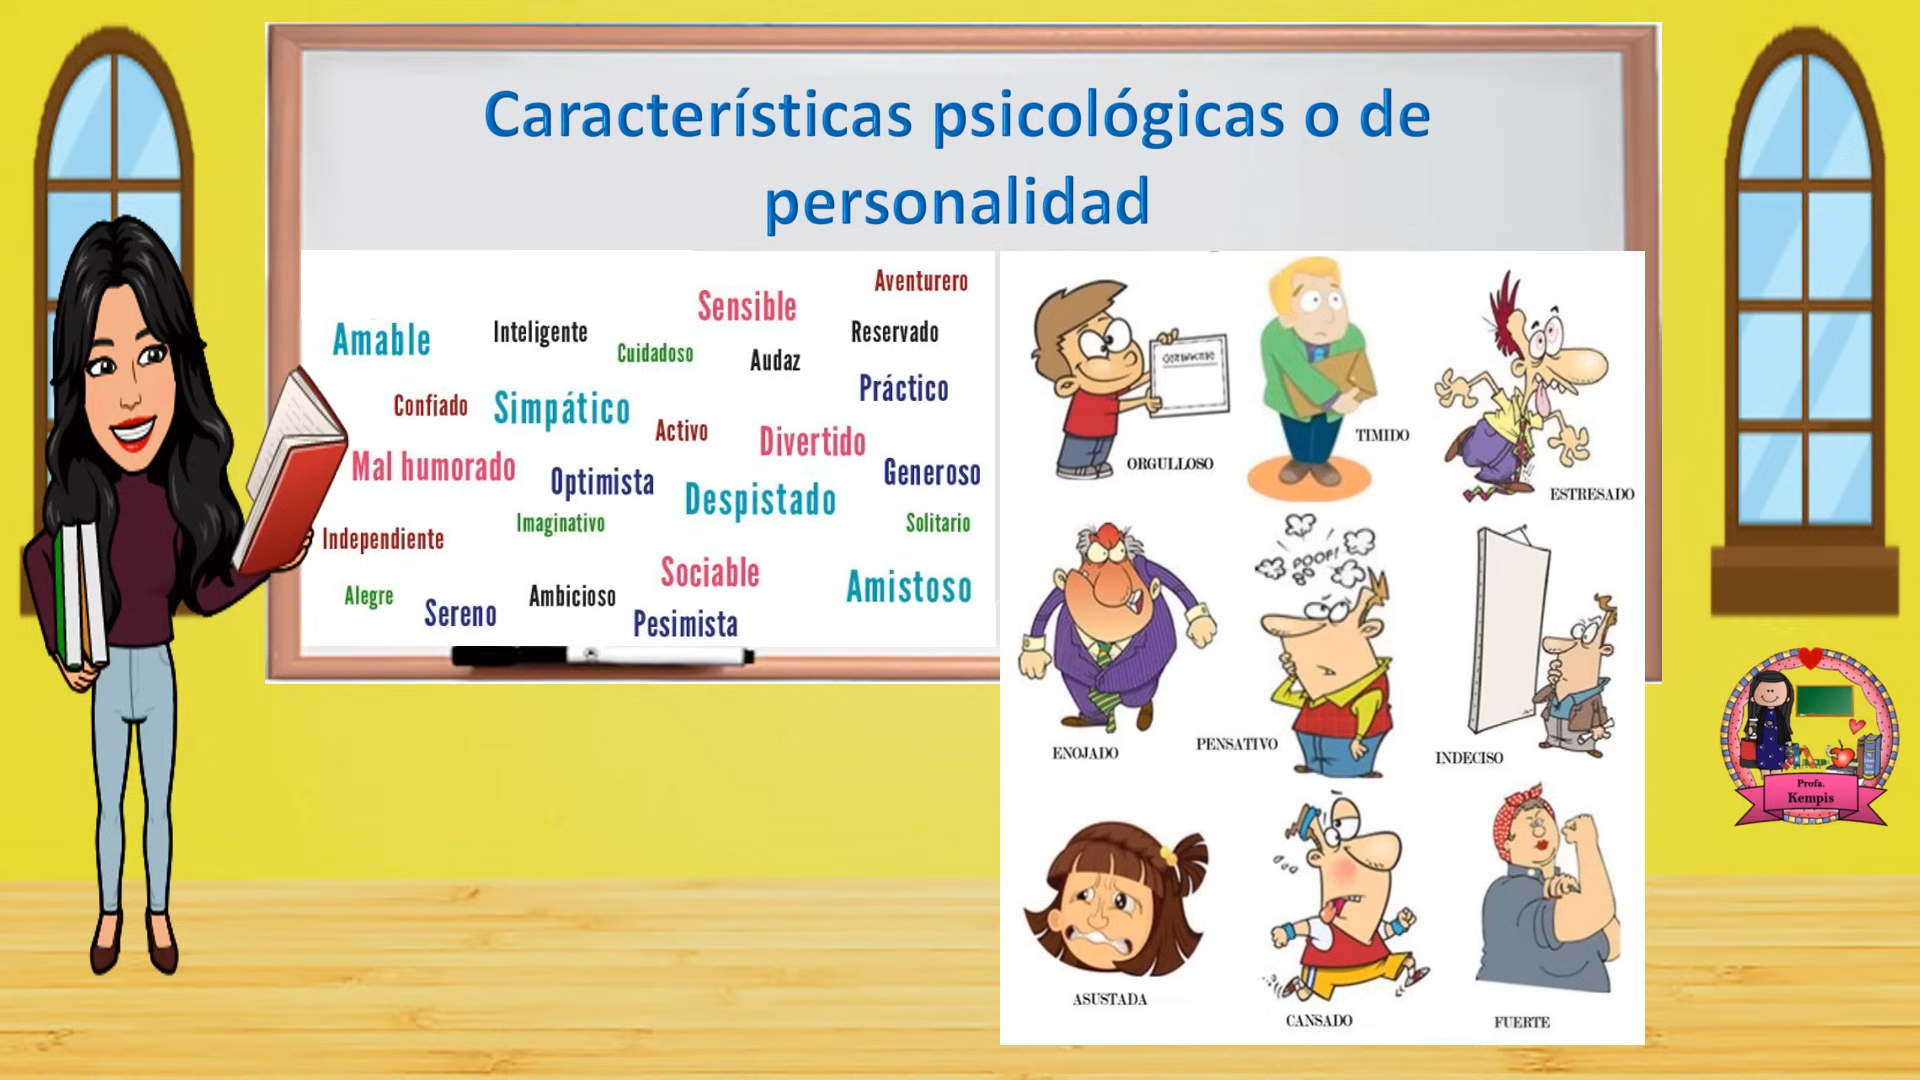 Características psicológicas o de
personalidad
Aventurero
Sensible
Amable
Inteligente
Reservado
Cuidadoso
Audaz
Práctico
Confiado
Simpático
Activo
Divertido
Mal humorado
Optimista
Generoso
Despistado
Imaginativo
Solitario
Independiente
Sociable
Amistoso
Alegre
Ambicioso
Sereno
Pesimista
ORGULLOSO
TIMIDO
ESTRESADO
POOF!
ENOJADO
PENSATIVO
INDECISO
ASUSTADA
CANSADO
FUERTE
Profa.
Kempis